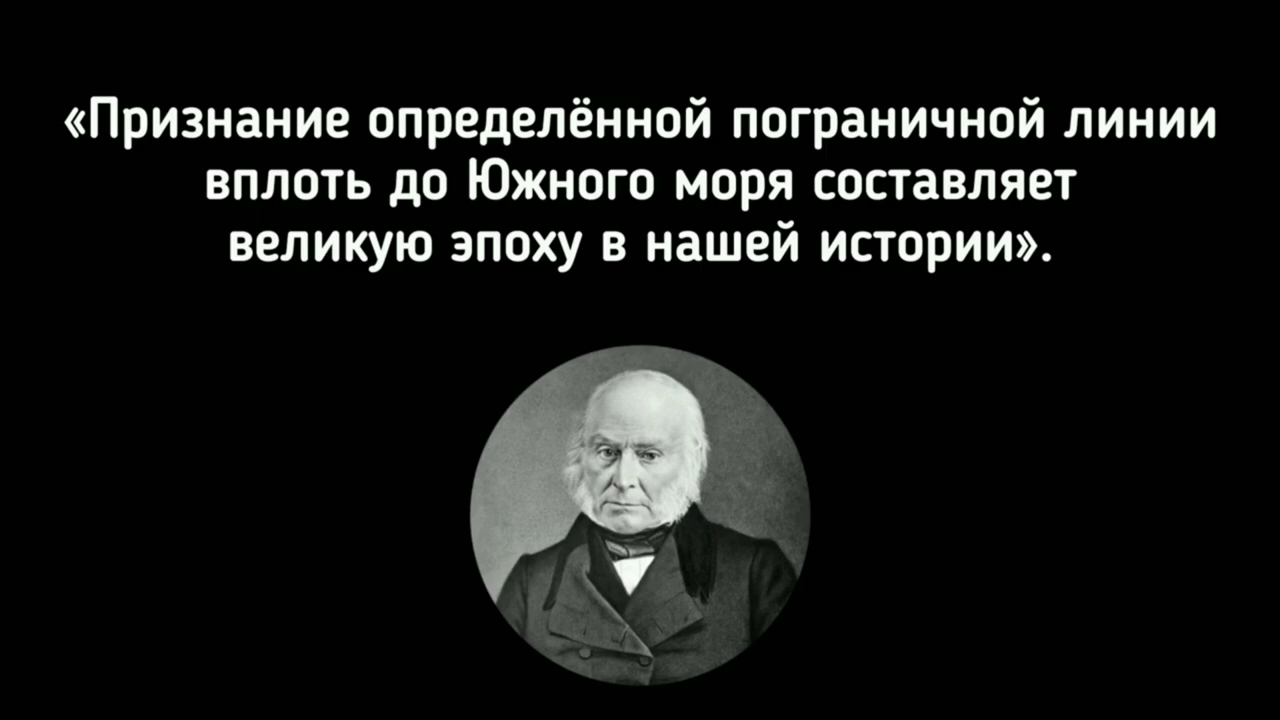 «Признание определённой пограничной линии
вплоть до Южного моря составляет
великую эпоху в нашей истории».